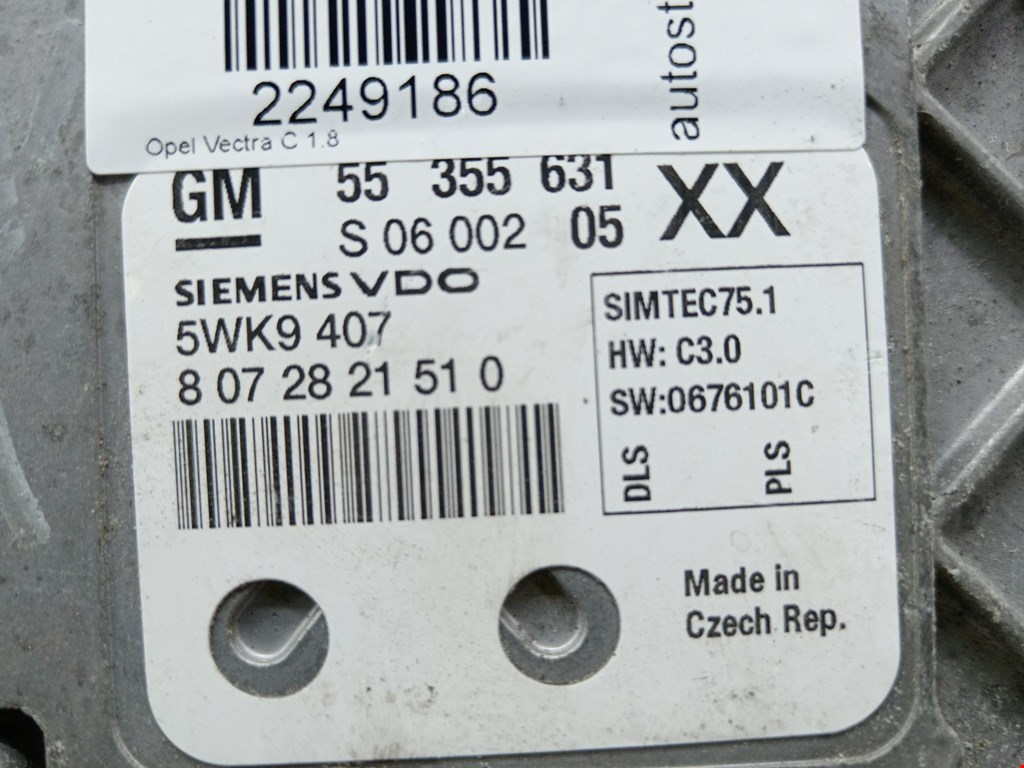 2249186
Opel Vectra C 1.8
autost
GM 55 355 631 XX
S 06 002 05
SIEMENS VDO
5WK9 407
8 07 28 21 51 0
SIMTEC75.1
HW: C3.0
SW:0676101C
DLS PLS
Made in
Czech Rep.